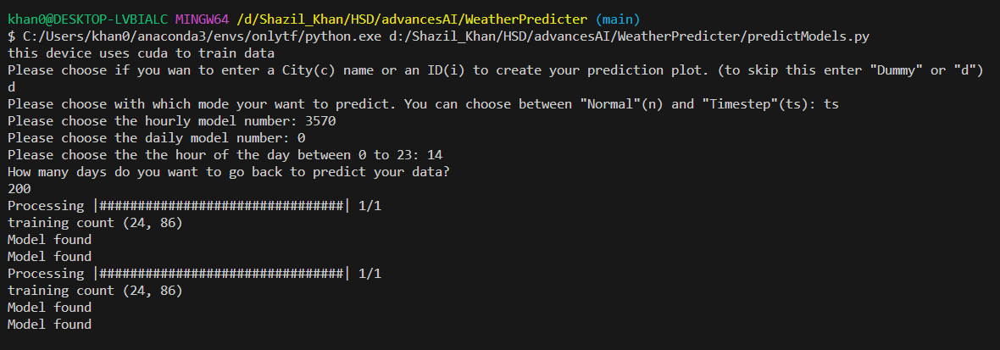 khan0@DESKTOP-LVBIALC MINGW64 /d/Shazil_Khan/HSD/advancesAI/WeatherPredicter (main)
$ C:/Users/khan0/anaconda3/envs/onlytf/python.exe d:/Shazil_Khan/HSD/advancesAI/WeatherPredicter/predictModels.py
this device uses cuda to train data
Please choose if you wan to enter a City(c) name or an ID(i) to create your prediction plot. (to skip this enter "Dummy" or "d")
d
Please choose with which mode your want to predict. You can choose between "Normal"(n) and "Timestep"(ts): ts
Please choose the hourly model number: 3570
Please choose the daily model number: 0
Please choose the the hour of the day between 0 to 23: 14
How many days do you want to go back to predict your data?
200
Processing |################################| 1/1
training count (24, 86)
Model found
Model found
Processing |################################| 1/1
training count (24, 86)
Model found
Model found